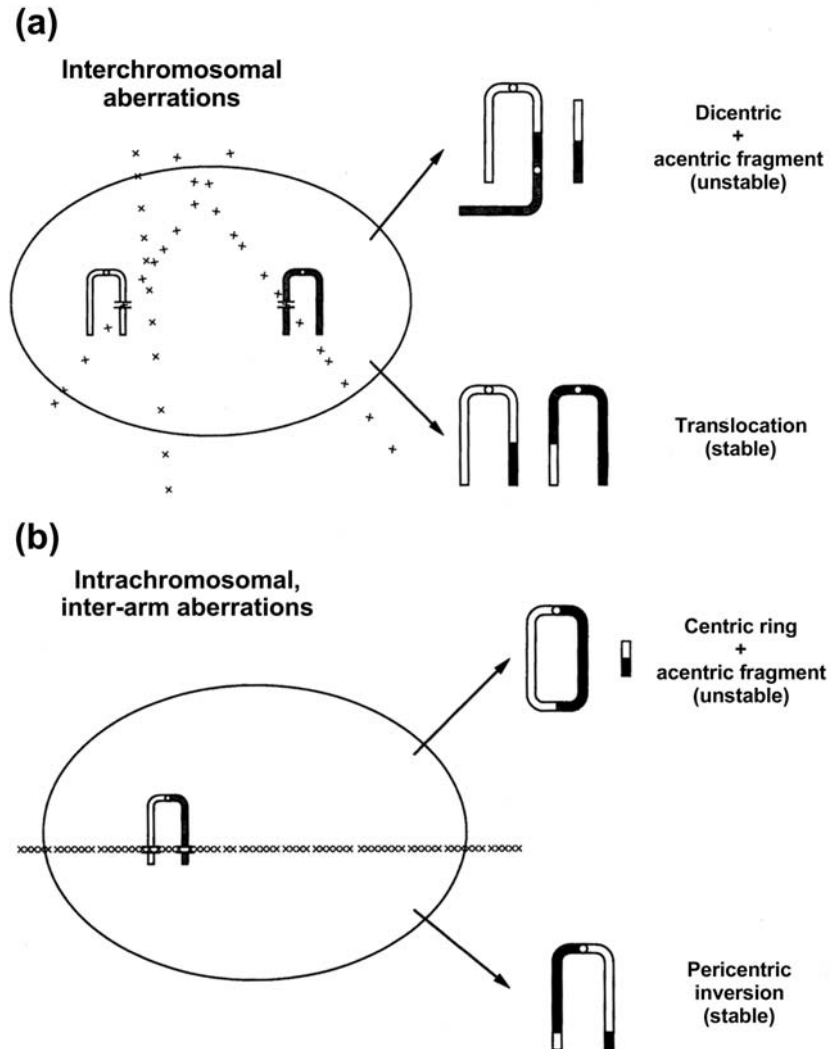 (a)
Interchromosomal
aberrations
Dicentric
+
acentric fragment
(unstable)
Translocation
(stable)
(b)
Intrachromosomal,
inter-arm aberrations
Centric ring
+
acentric fragment
(unstable)
Pericentric
inversion
(stable)